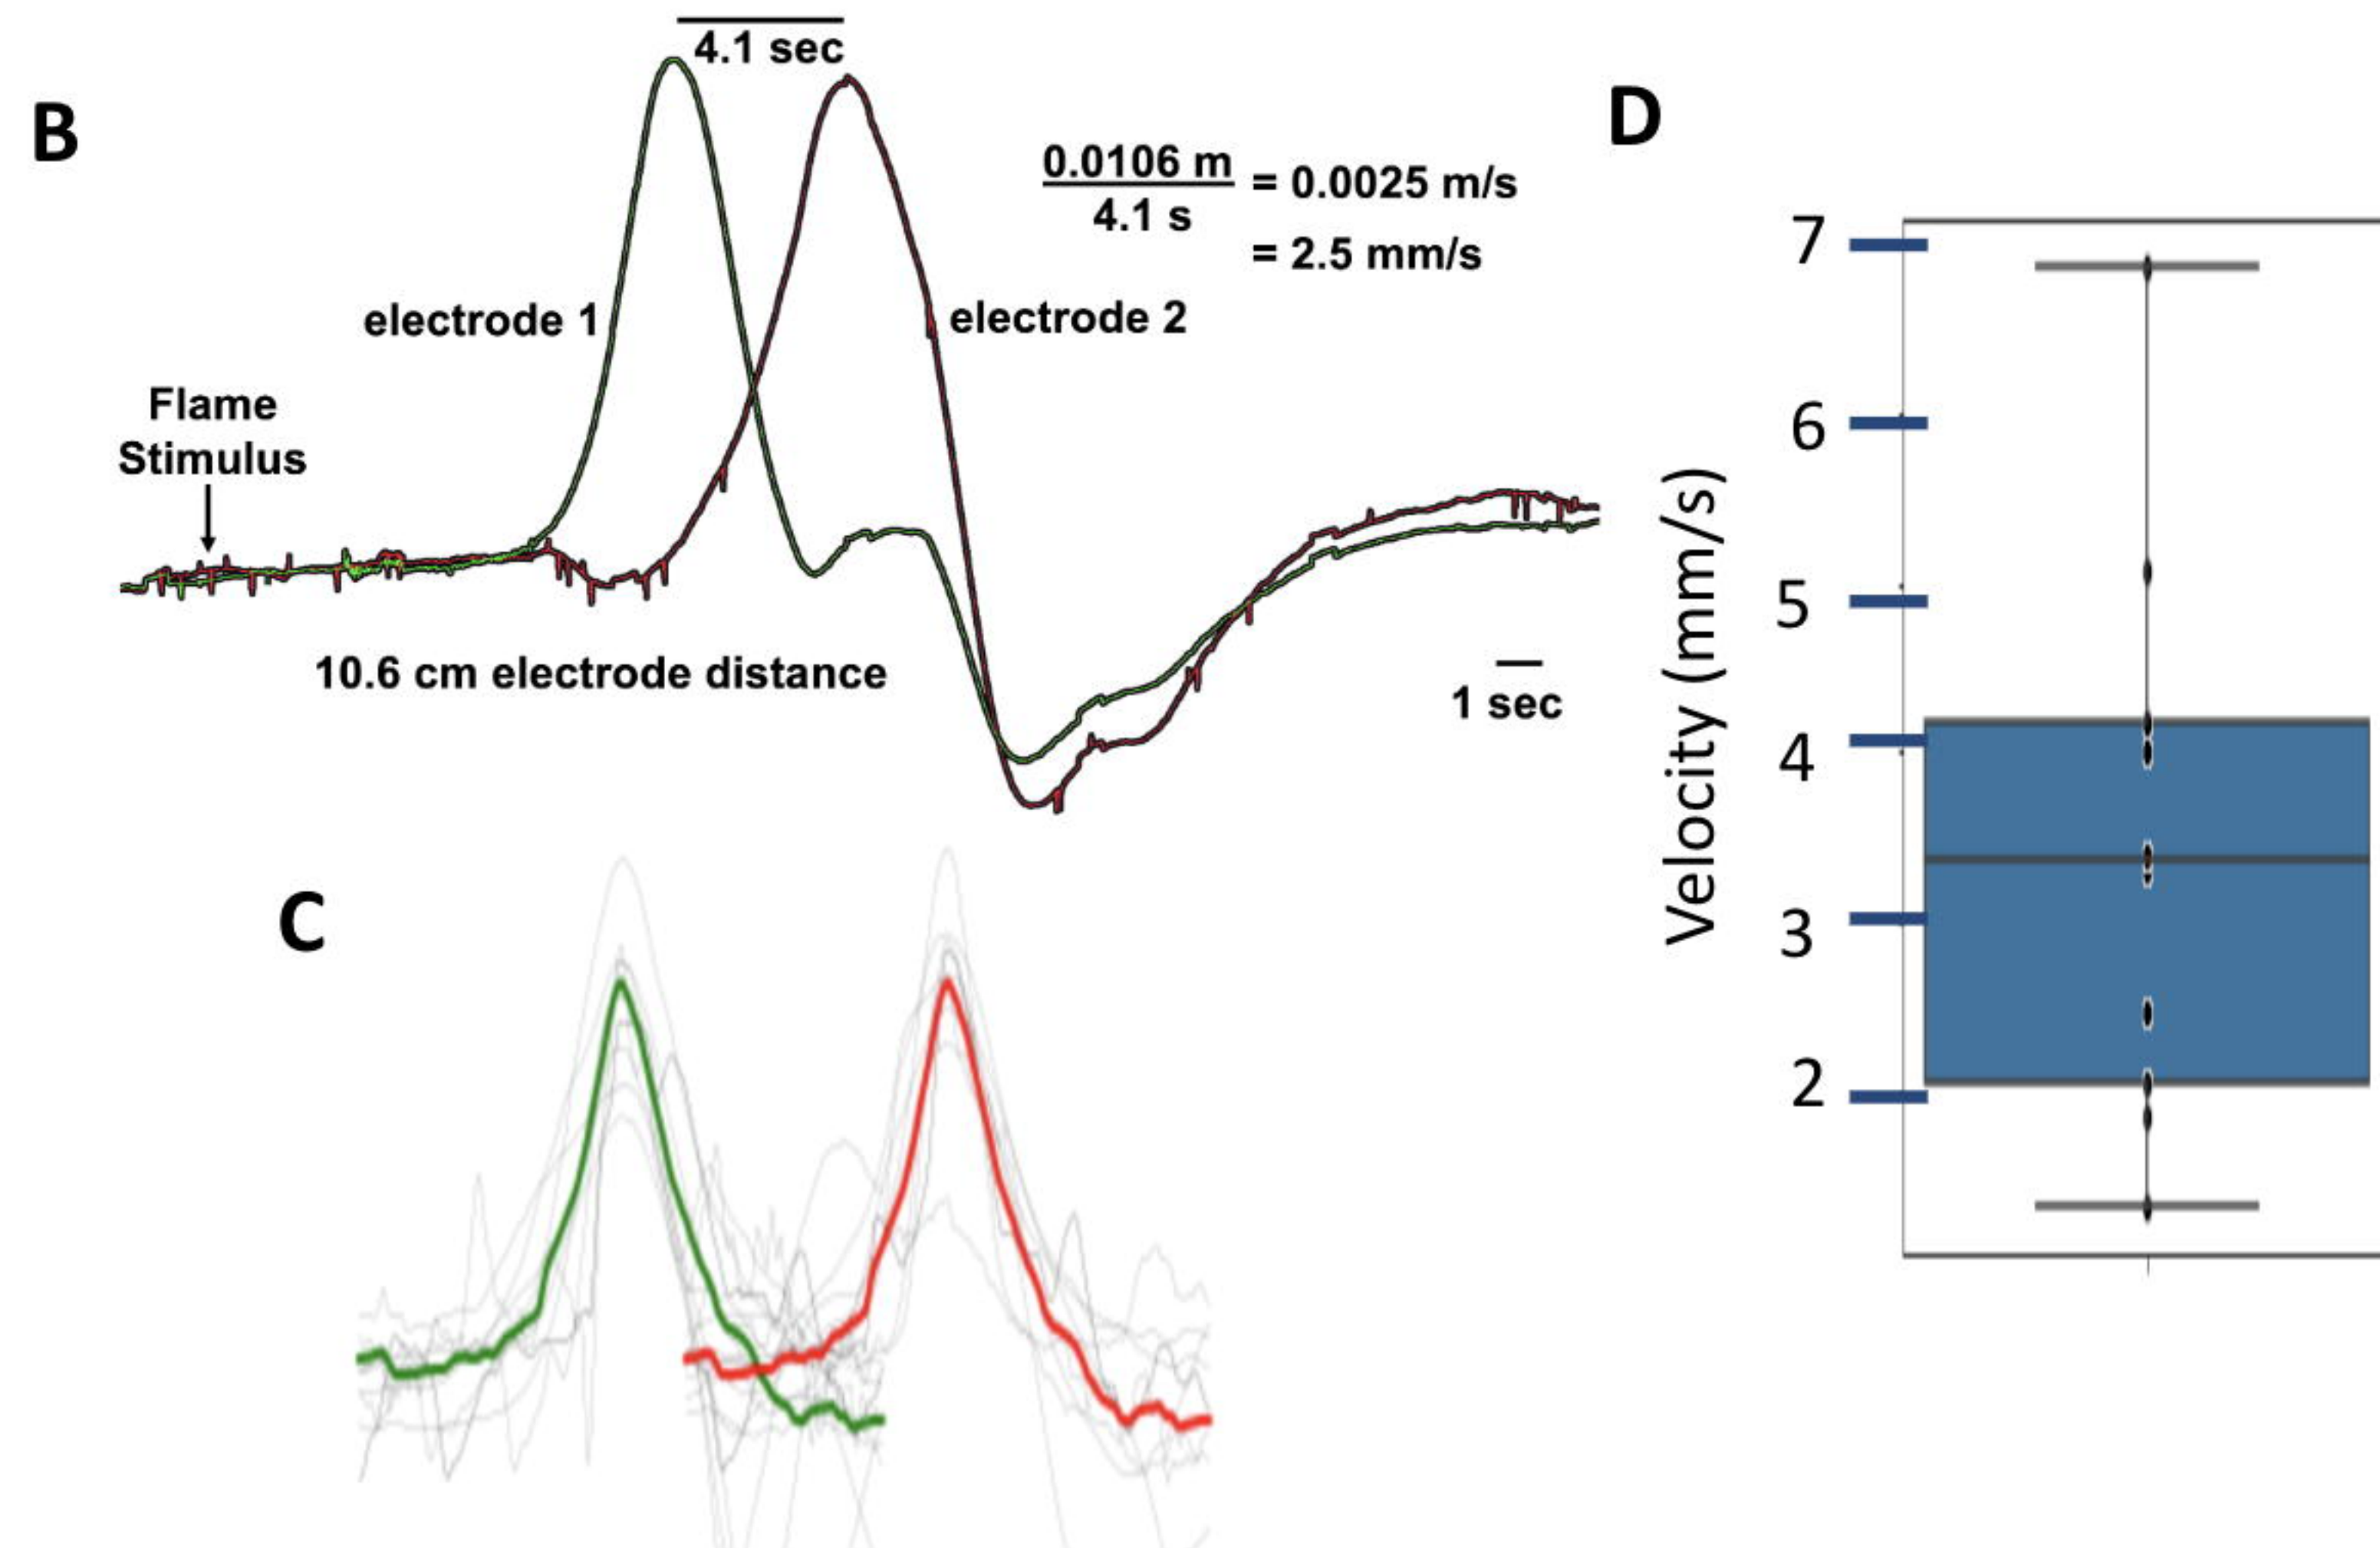 B
4.1 sec
0.0106 m
4.1 s
= 0.0025 m/s
= 2.5 mm/s
electrode 1
electrode 2
Flame
Stimulus
10.6 cm electrode distance
1 sec
C
D
Velocity (mm/s)
7
6
5
4
3
2